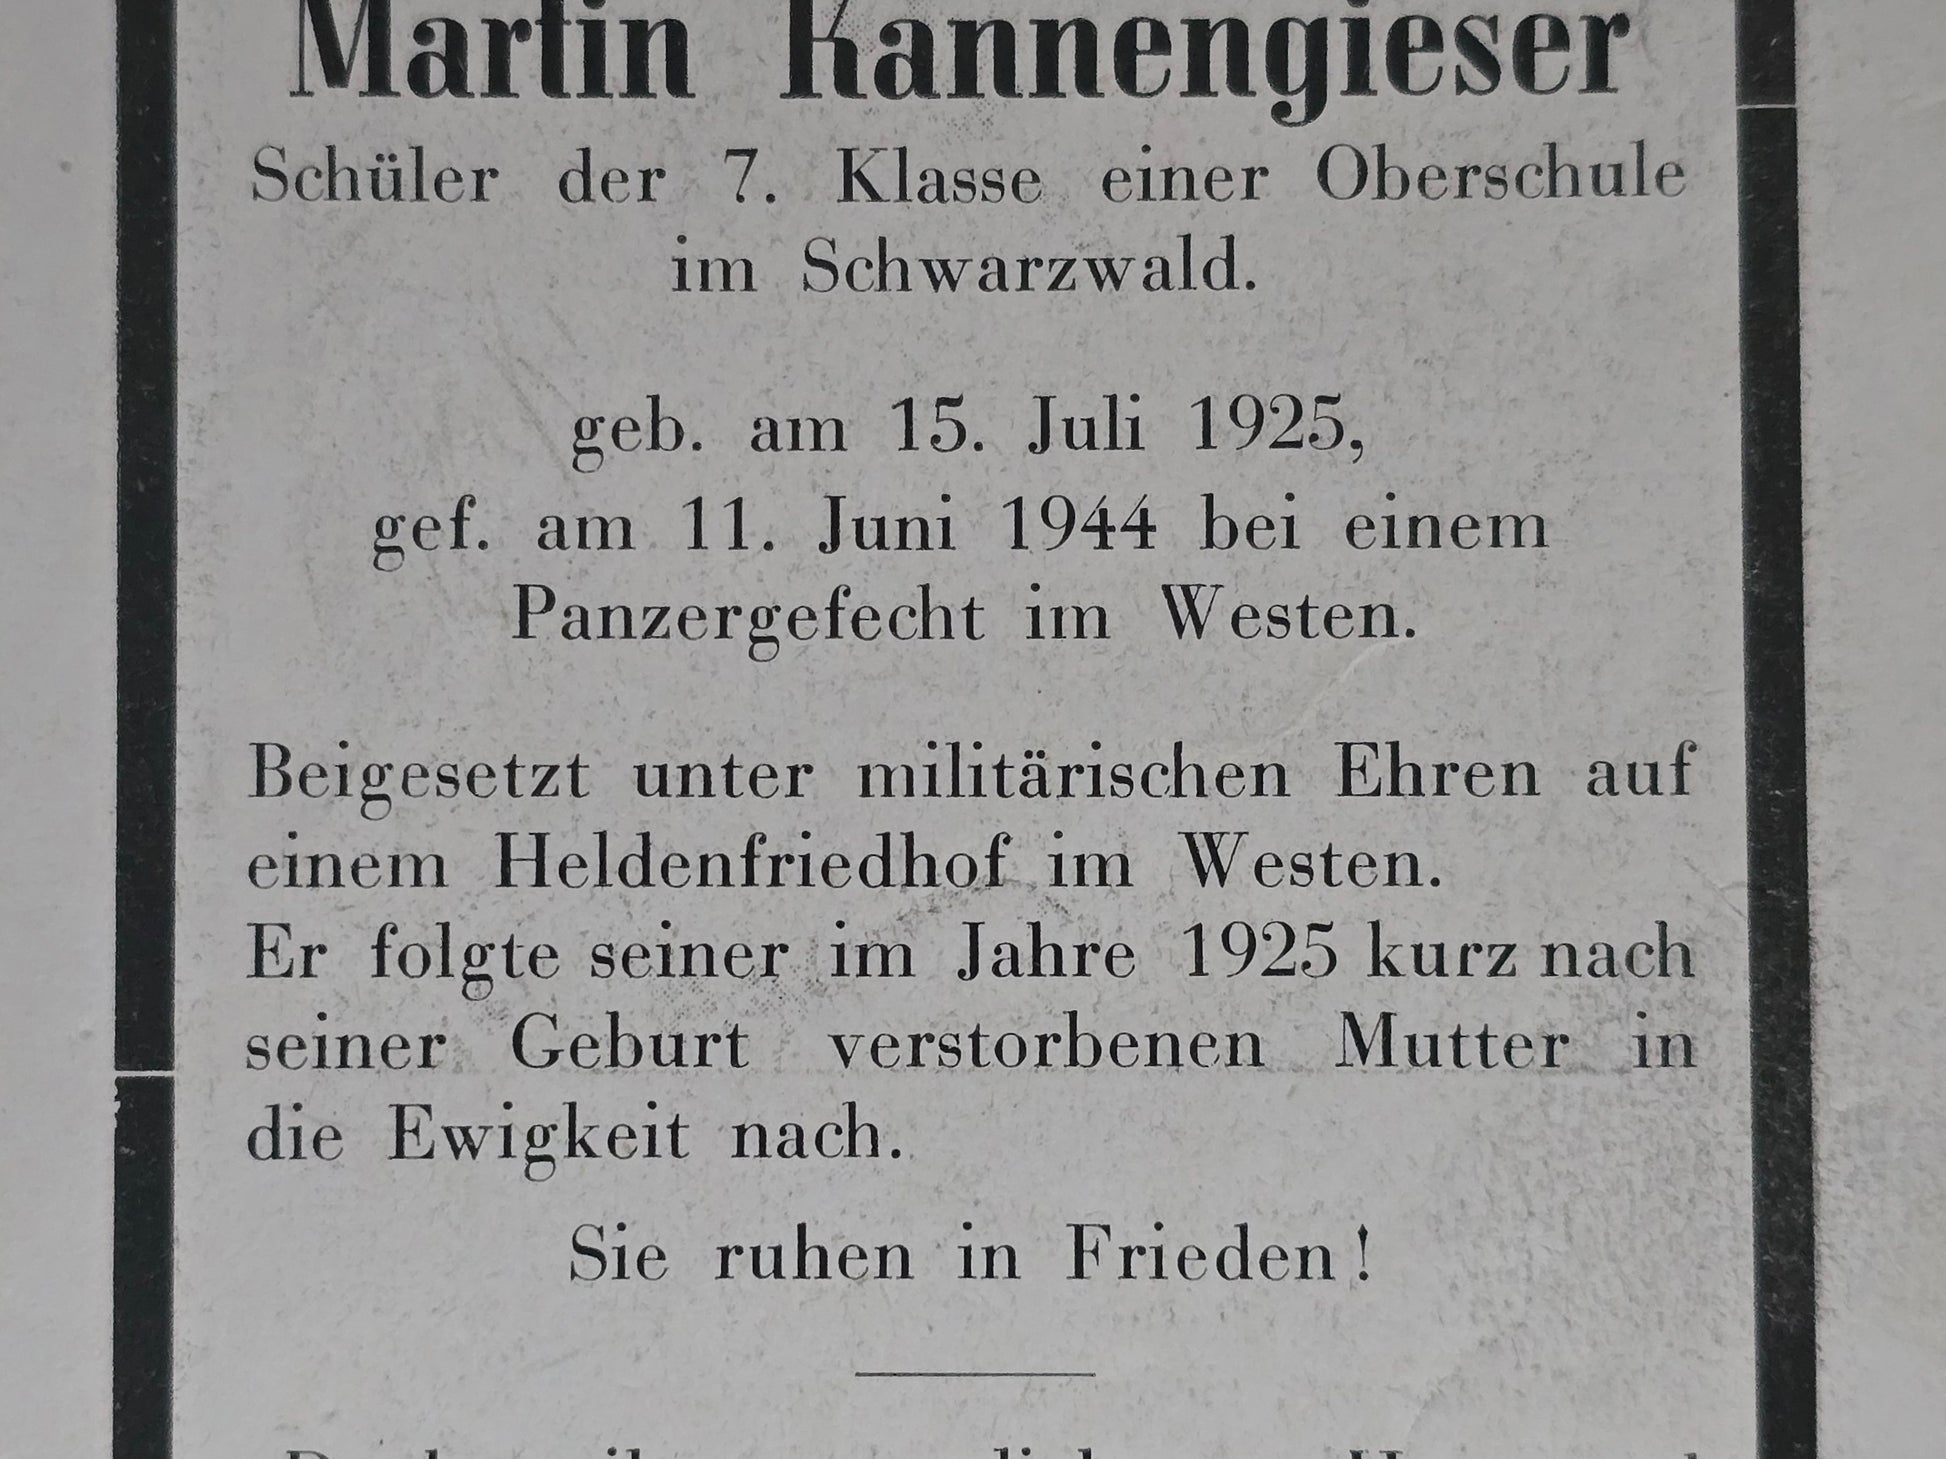 Martin Kannengieser
Schüler der 7. Klasse einer Oberschule
im Schwarzwald.
geb. am 15. Juli 1925,
gef. am 11. Juni 1944 bei einem
Panzergefecht im Westen.
Beigesetzt unter militärischen Ehren auf
einem Heldenfriedhof im Westen.
Er folgte seiner im Jahre 1925 kurz nach
seiner Geburt verstorbenen Mutter in
die Ewigkeit nach.
Sie ruhen in Frieden!